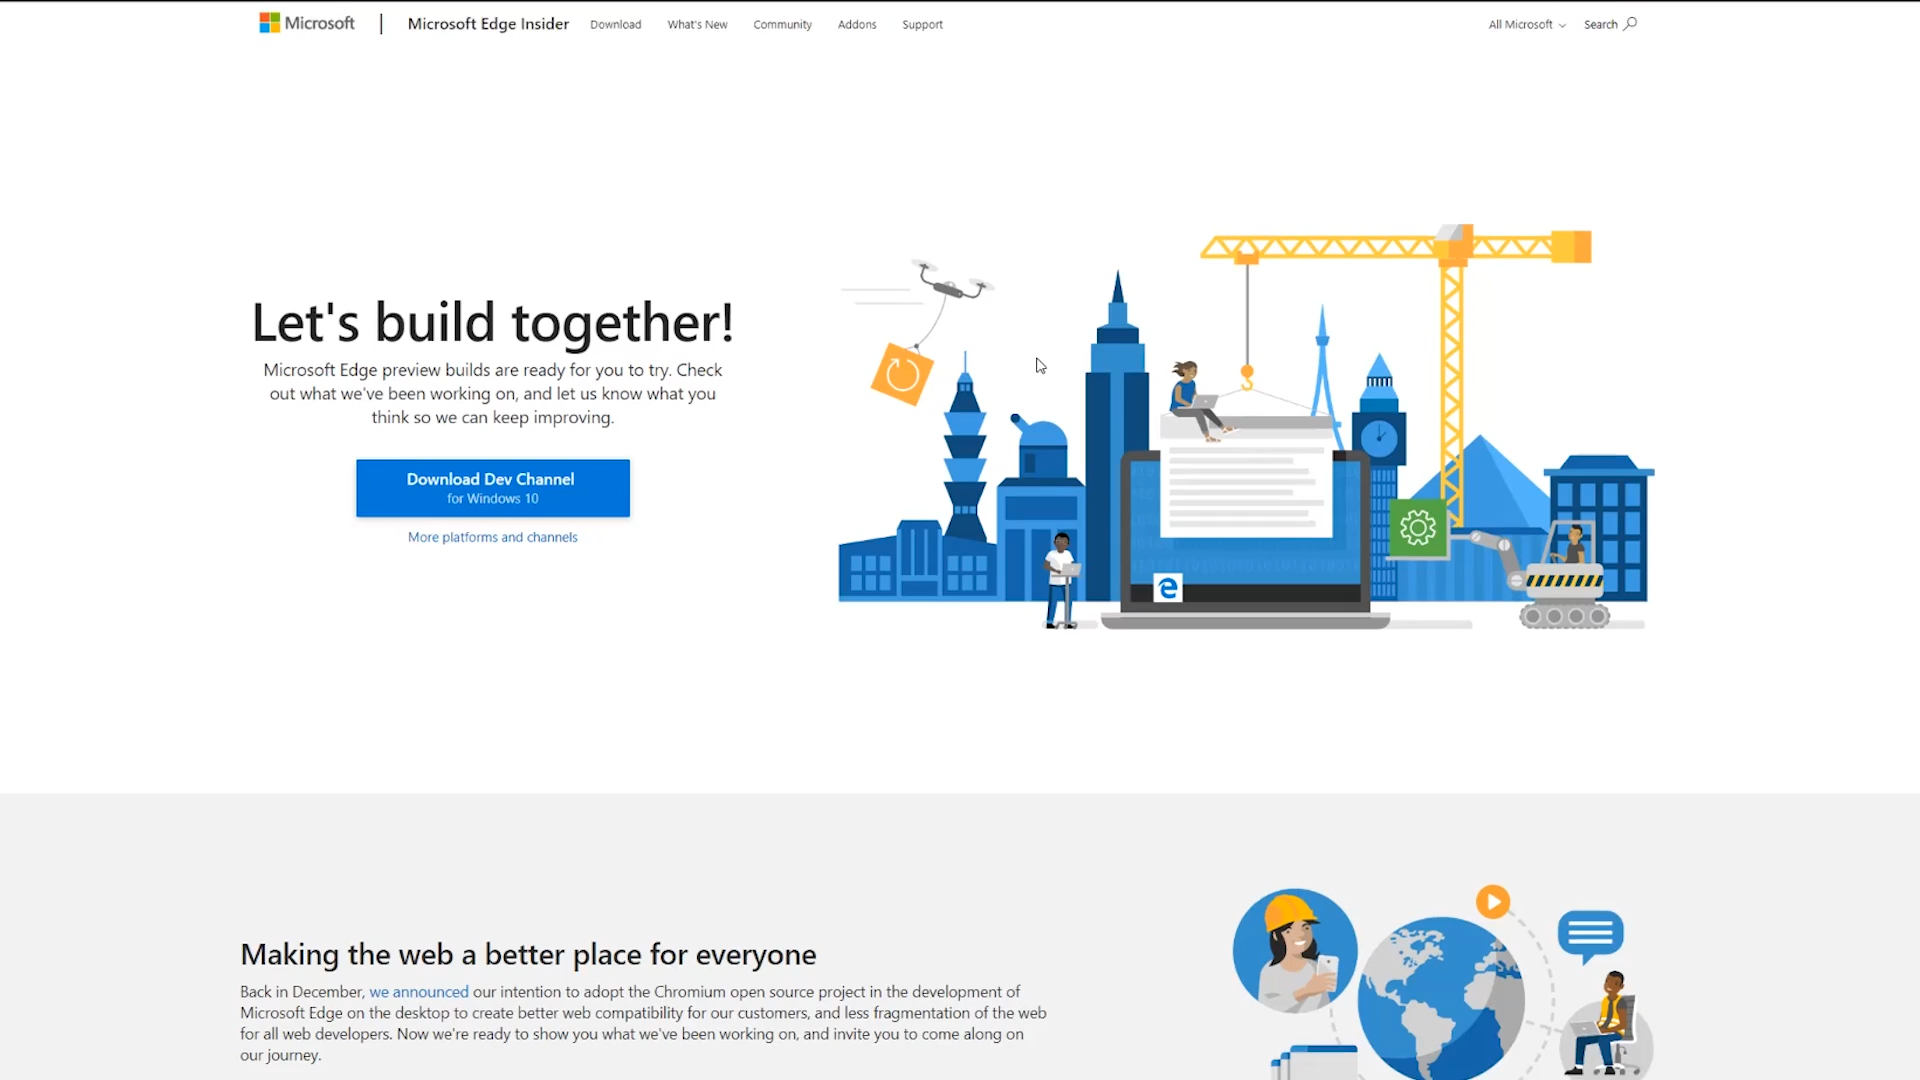 Microsoft
Microsoft Edge Insider
Download
What's New
Community
Addons
Support
All Microsoft
Search
Let's build together!
Microsoft Edge preview builds are ready for you to try. Check
out what we've been working on, and let us know what you
think so we can keep improving.
Download Dev Channel
for Windows 10
More platforms and channels
Making the web a better place for everyone
Back in December, we announced our intention to adopt the Chromium open source project in the development of
Microsoft Edge on the desktop to create better web compatibility for our customers, and less fragmentation of the web
for all web developers. Now we're ready to show you what we've been working on, and invite you to come along on
our journey.